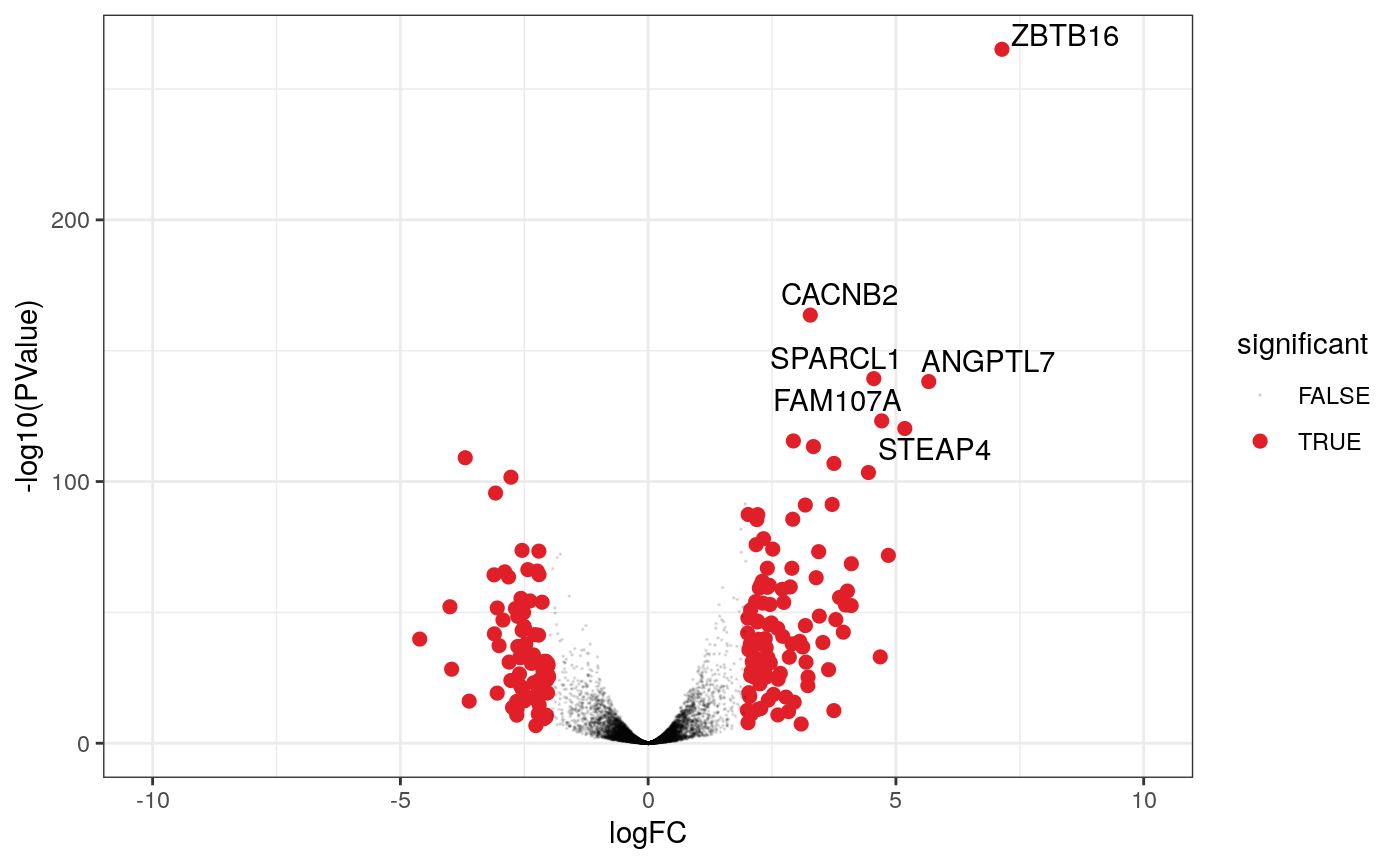 ZBTB16
200
CACNB2
SPARCL1
ANGPTL7
FAM107A
STEAP4
100
0
-log10(PValue)
-10
-5
0
5
10
logFC
significant
FALSE
TRUE